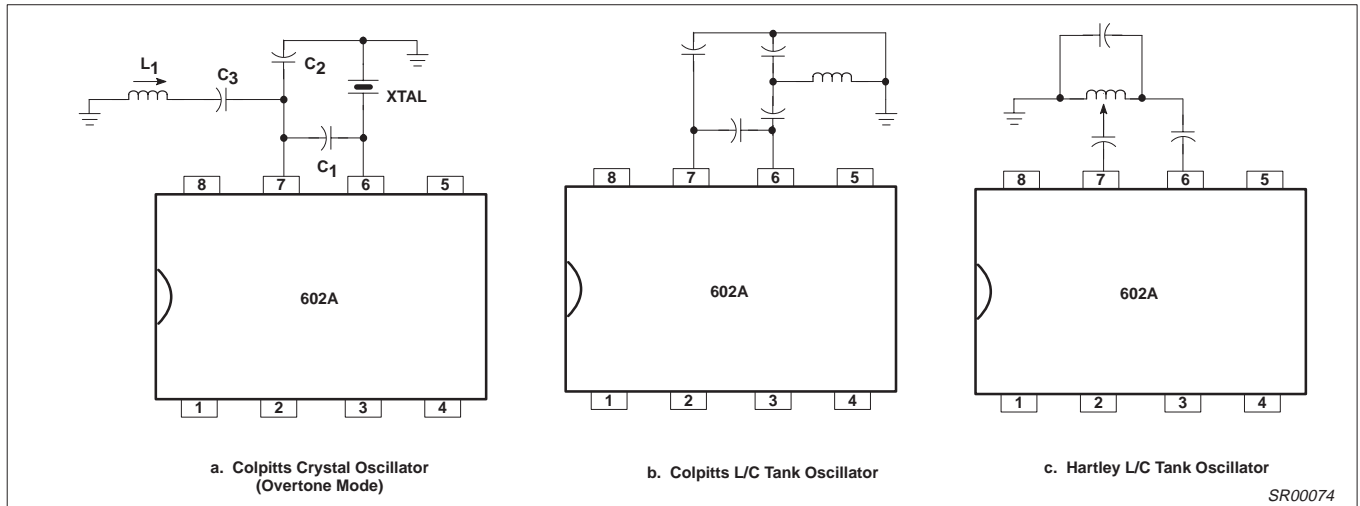 L1
C3
C2
XTAL
C1
8 7 6 5
602A
1 2 3 4
a. Colpitts Crystal Oscillator
(Overtone Mode)
8 7 6 5
602A
1 2 3 4
b. Colpitts L/C Tank Oscillator
8 7 6 5
602A
1 2 3 4
c. Hartley L/C Tank Oscillator
SR00074